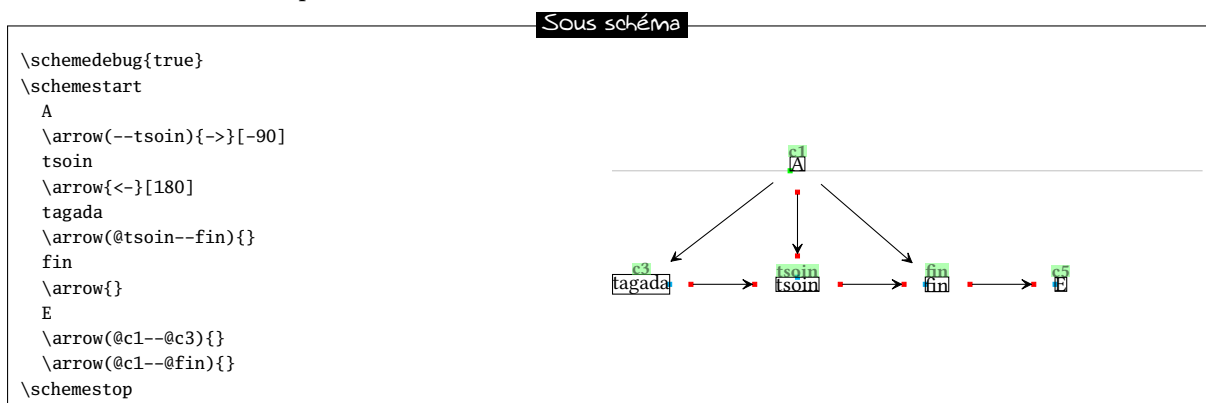 Sous schéma
\schemedebug{true}
\schemestart
A
\arrow(--tsoin){->}[-90]
tsoin
\arrow{<-}[180]
tagada
\arrow(@tsoin--fin){}
fin
\arrow{}
E
\arrow(@c1--@c3){}
\arrow(@c1--@fin){}
\schemestop
c1
A
c3 tsoin fin c5
tagada tsoin fin E